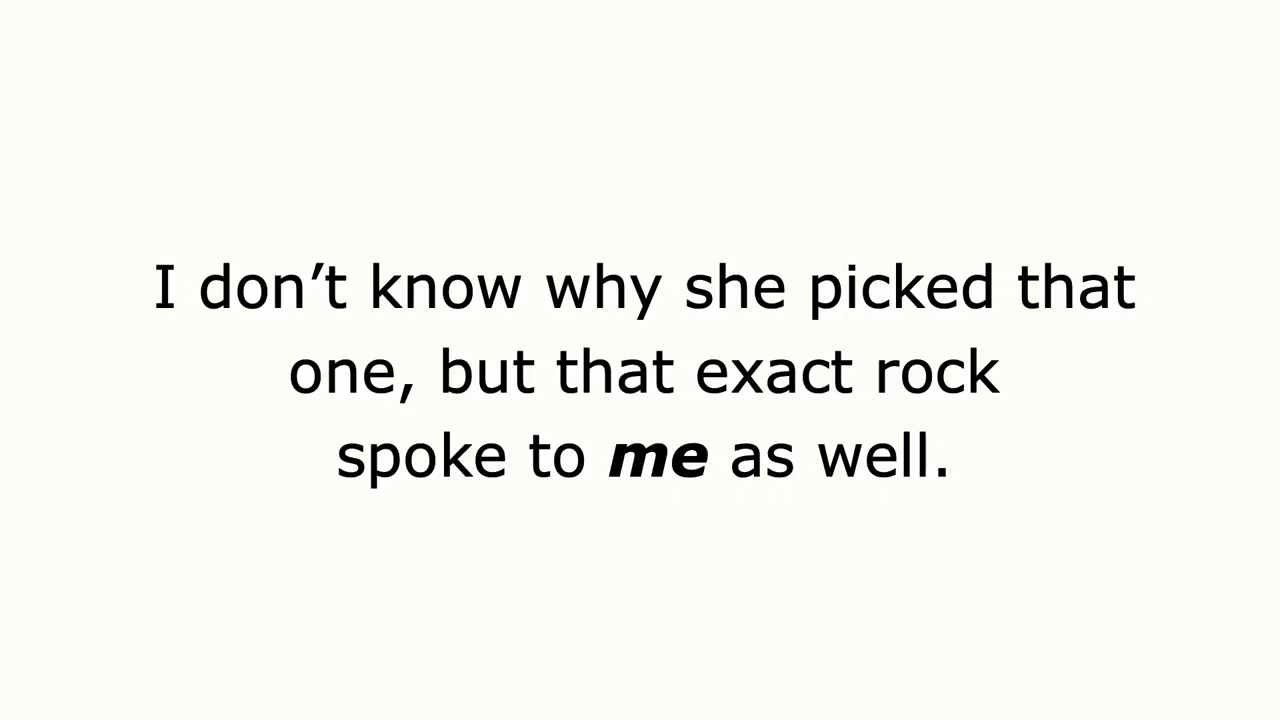 I don’t know why she picked that
one, but that exact rock
spoke to me as well.